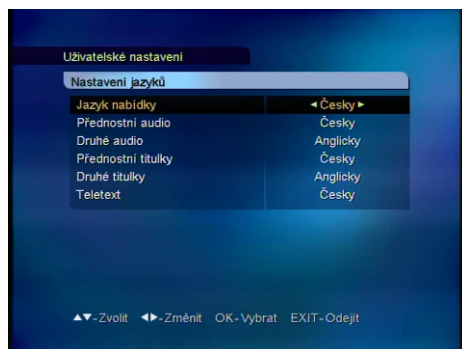 Uživatelské nastavení
Nastavení jazyků
Jazyk nabídky ◄Česky►
Přednostní audio Česky
Druhé audio Anglicky
Přednostní titulky Česky
Druhé titulky Anglicky
Teletext Česky
▲▼-Zvolit ◄►-Změnit OK-Vybrat EXIT-Odejít